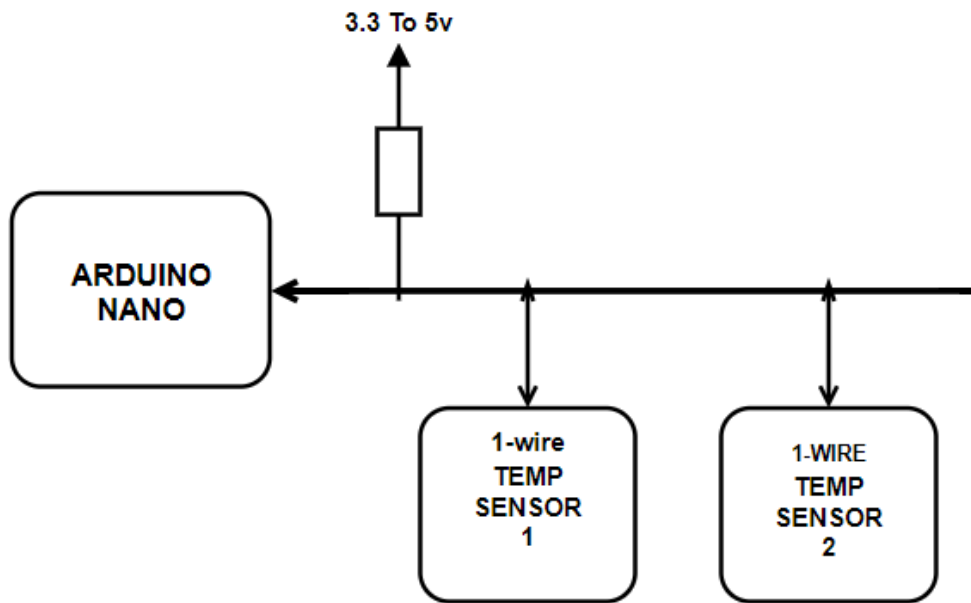 3.3 To 5v
ARDUINO
NANO
1-wire
TEMP
SENSOR
1
1-WIRE
TEMP
SENSOR
2